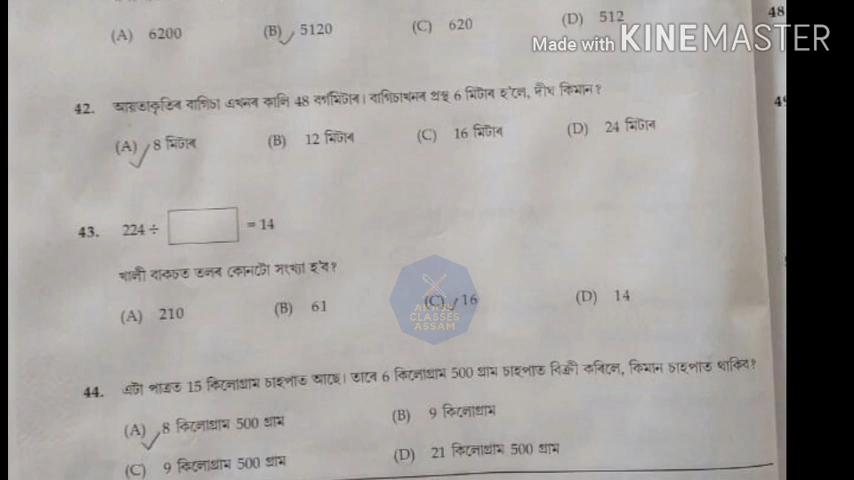 (A) 6200 (B) 5120 (C) 620 (D) 512
48
Made with KINEMASTER
42. আয়তাকৃতিৰ বাগিচা এখনৰ কালি 48 বৰ্গমিটাৰ। বাগিচাখনৰ প্ৰস্থ 6 মিটাৰ হ'লে, দীঘ কিমান?
(A) 8 মিটাৰ (B) 12 মিটাৰ (C) 16 মিটাৰ (D) 24 মিটাৰ
43. 224 ÷ = 14
খালী বাকচত তলৰ কোনটো সংখ্যা হ'ব?
(A) 210 (B) 61 (C) 16 (D) 14
CLASSES
ASSAM
44. এটা পাত্ৰত 15 কিলোগ্ৰাম চাহপাত আছে। তাৰে 6 কিলোগ্ৰাম 500 গ্ৰাম চাহপাত বিক্ৰী কৰিলে, কিমান চাহপাত থাকিব?
(A) 8 কিলোগ্ৰাম 500 গ্ৰাম (B) 9 কিলোগ্ৰাম
(C) 9 কিলোগ্ৰাম 500 গ্ৰাম (D) 21 কিলোগ্ৰাম 500 গ্ৰাম